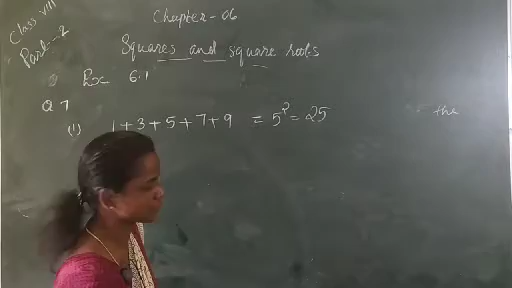 Class VIII
Part-2
Chapter-06
Squares and square roots
Ex 6.1
Q 7
(1) 1+3+5+7+9 = 5² = 25
the